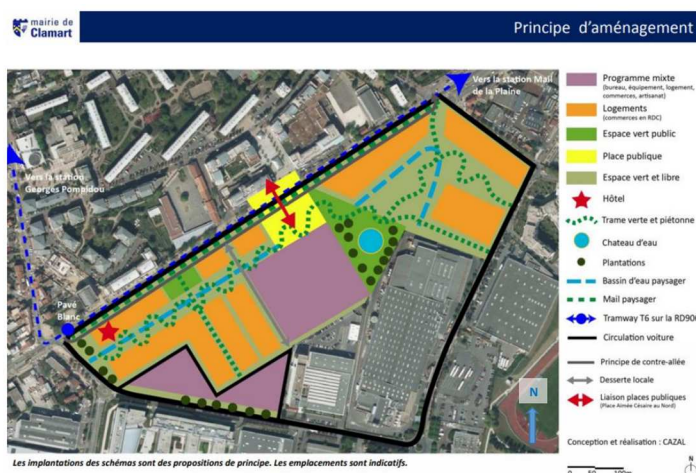 mairie de
Clamart
Principe d'aménagement
Vers la station Mail
de la Plaine
Vers la station
Georges Pompidou
Pavé
Blanc
N
Programme mixte
(bureau, équipement, logement,
commerces, artisanat)
Logements
(commerces en RDC)
Espace vert public
Place publique
Espace vert et libre
Hôtel
Trame verte et piétonne
Chateau d'eau
Plantations
Bassin d'eau paysager
Mail paysager
Tramway T6 sur la RD906
Circulation voiture
Principe de contre-allée
Desserte locale
Liaison places publiques
(Place Aimée Césaire au Nord)
Conception et réalisation : CAZAL
N
0 50 100m
Les implantations des schémas sont des propositions de principe. Les emplacements sont indicatifs.